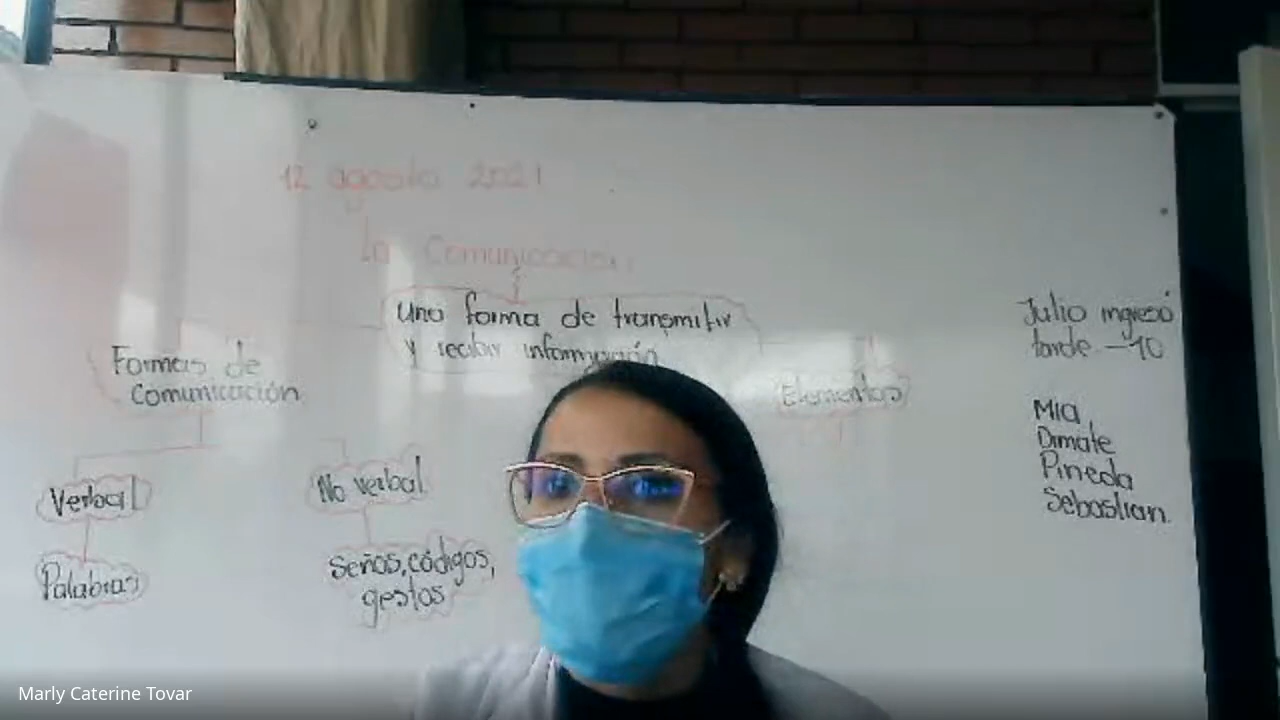 12 agosto 2021
la Comunicación
Una forma de transmitir
y recibir información
Formas de
Comunicación
Elementos
Verbal
No verbal
Palabras
Señas, códigos,
gestos
Julio ingresó
tarde - 10
Mia
Dimate
Pineda
Sebastian
Marly Caterine Tovar